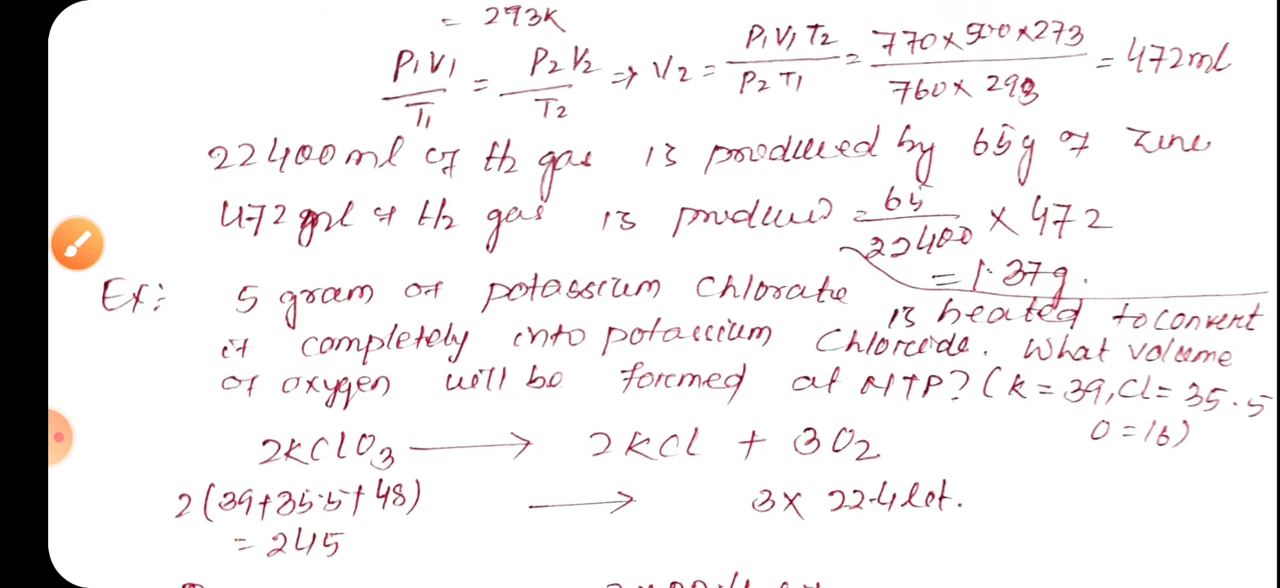 = 293K
P1V1/T1 = P2V2/T2 ⇒ V2 = P1V1T2/P2T1 = 770×500×273/760×293 = 472ml
22400ml of H2 gas is produced by 65g of Zinc
472ml of H2 gas is produced = 65/22400 × 472
= 1.37g.
Ex: 5 gram of potassium chlorate is heated to convert
it completely into potassium chloride. What volume
of oxygen will be formed at NTP? (K = 39, Cl = 35.5
O = 16)
2KClO3 ⟶ 2KCl + 3O2
2(39+35.5+48) ⟶ 3× 22.4 lit.
= 245